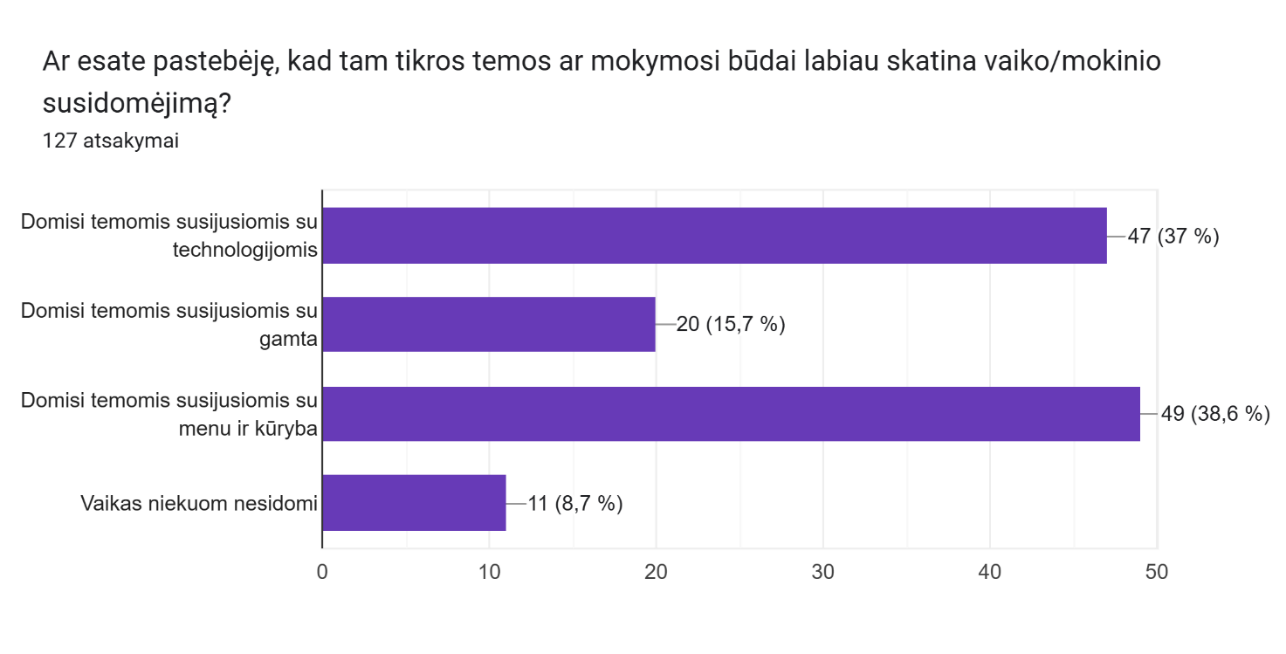 Ar esate pastebėję, kad tam tikros temos ar mokymosi būdai labiau skatina vaiko/mokinio
susidomėjimą?
127 atsakymai
Domisi temomis susijusiomis su
technologijomis
47 (37 %)
Domisi temomis susijusiomis su
gamta
20 (15,7 %)
Domisi temomis susijusiomis su
menu ir kūryba
49 (38,6 %)
Vaikas niekuom nesidomi
11 (8,7 %)
0 10 20 30 40 50